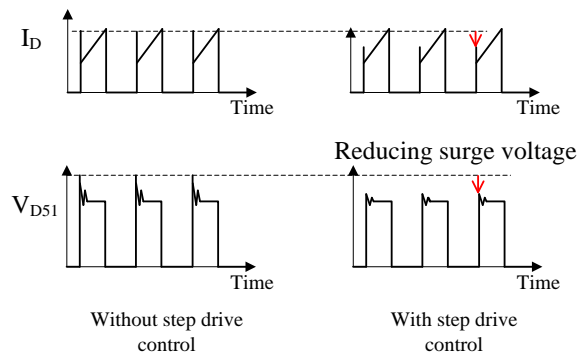 I_D
Time
Time
Reducing surge voltage
V_D51
Time
Time
Without step drive
control
With step drive
control